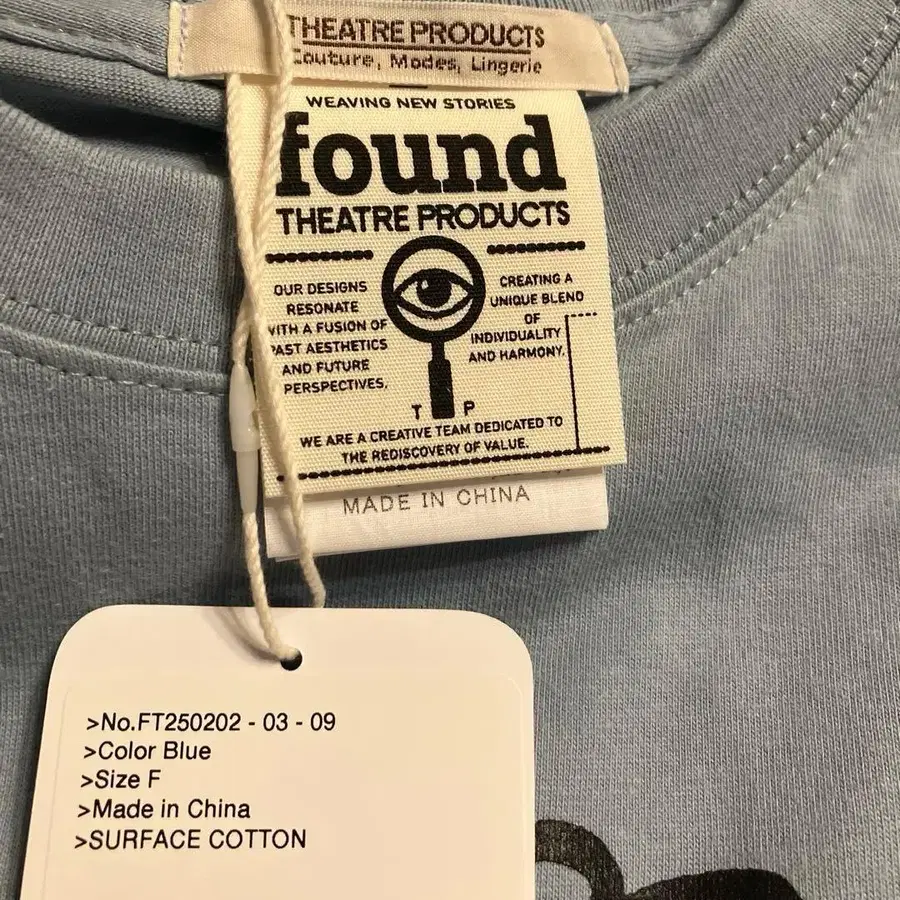 THEATRE PRODUCTS
Couture, Modes, Lingerie
WEAVING NEW STORIES
found
THEATRE PRODUCTS
OUR DESIGNS
RESONATE
WITH A FUSION OF
PAST AESTHETICS
AND FUTURE
PERSPECTIVES.
CREATING A
UNIQUE BLEND
OF
INDIVIDUALITY
AND HARMONY.
T P
WE ARE A CREATIVE TEAM DEDICATED TO
THE REDISCOVERY OF VALUE.
MADE IN CHINA
>No.FT250202 - 03 - 09
>Color Blue
>Size F
>Made in China
>SURFACE COTTON